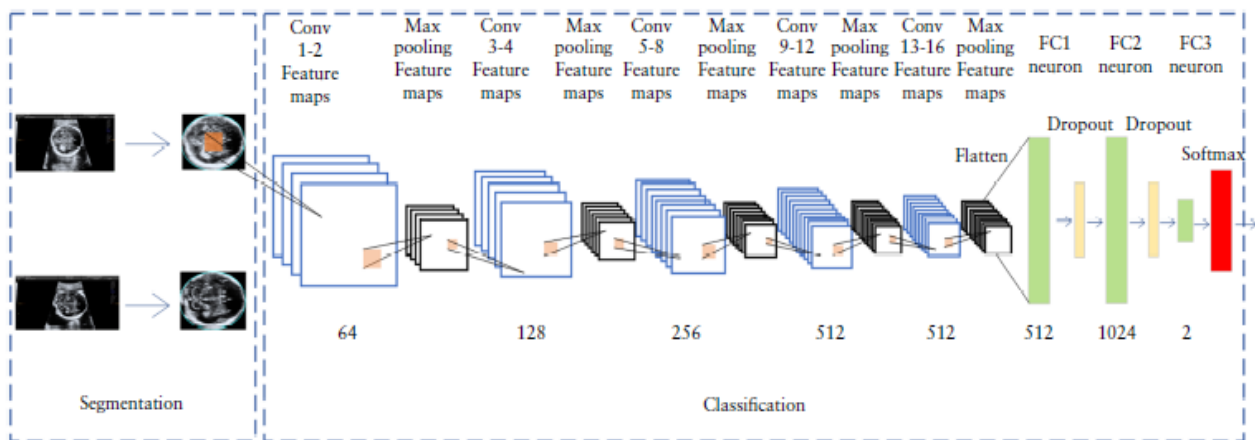 Conv
1-2
Feature
maps
Max
pooling
Feature
maps
Conv
3-4
Feature
maps
Max
pooling
Feature
maps
Conv
5-8
Feature
maps
Max
pooling
Feature
maps
Conv
9-12
Feature
maps
Max
pooling
Feature
maps
Conv
13-16
Feature
maps
Max
pooling
Feature
maps
FC1
neuron
FC2
neuron
FC3
neuron
Dropout
Dropout
Flatten
Softmax
64
128
256
512
512
512
1024
2
Segmentation
Classification